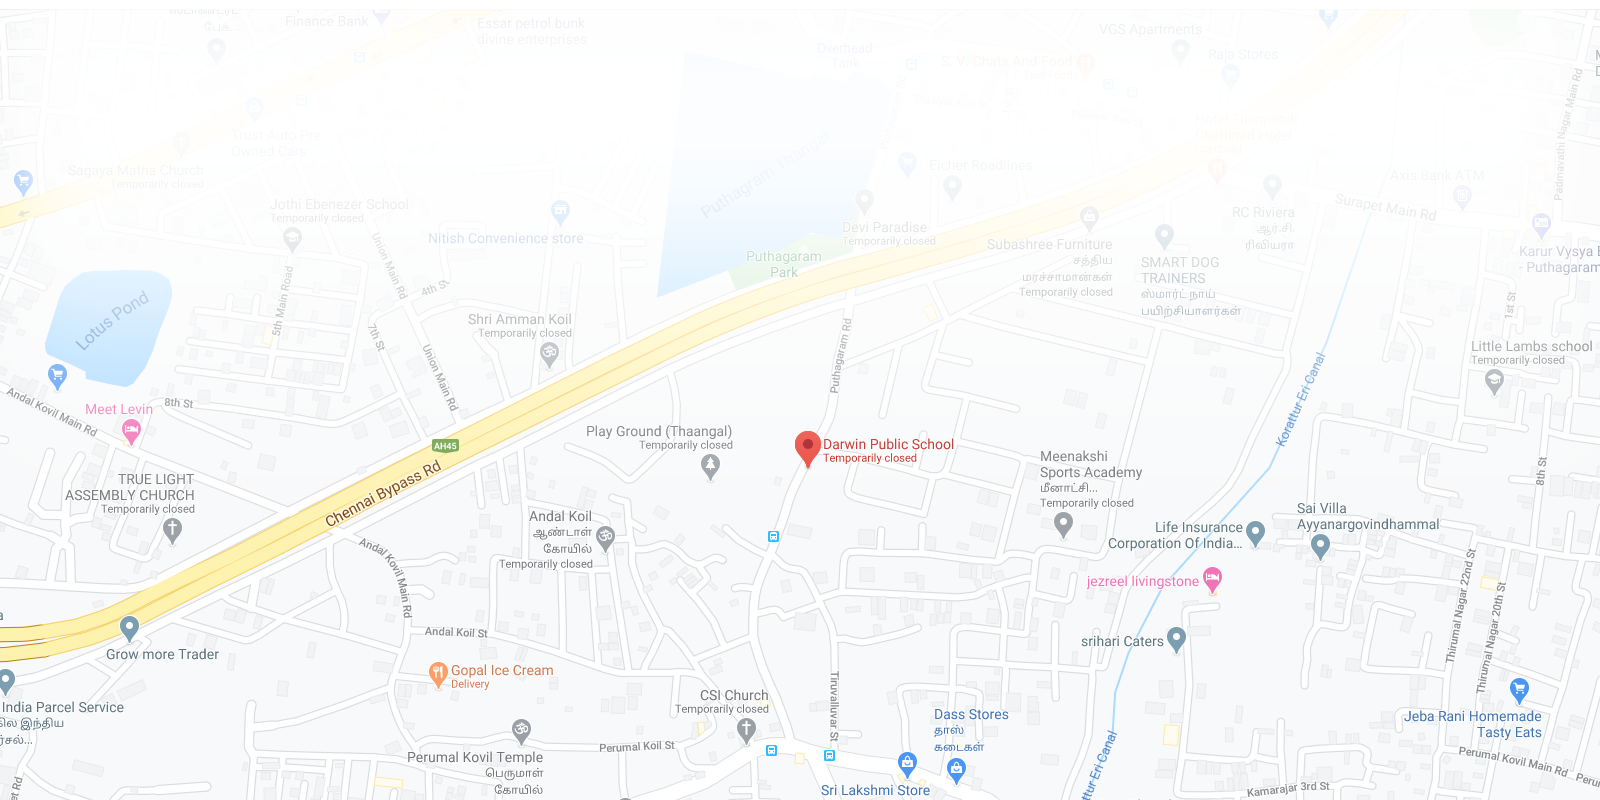 Finance Bank
Essar petrol bunk
divine enterprises
VGS Apartments
Overhead
Tank
S. V. Chats And Food
Raja Stores
Trust Auto Pre
Owned Cars
Sagaya Matha Church
Temporarily closed
Puthagram
Eicher Roadlines
Axis Bank ATM
Padmavathi Nagar Main Rd
Surapet Main Rd
Jothi Ebenezer School
Temporarily closed
Nitish Convenience store
Devi Paradise
Temporarily closed
RC Riviera
ஆர்.சி.
ரிவியரா
Subashree Furniture
சத்திய
மரச்சாமான்கள்
Temporarily closed
SMART DOG
TRAINERS
ஸ்மார்ட் நாய்
பயிற்சியாளர்கள்
Karur Vysya B
- Puthagaram
Puthagaram
Park
Union Main Rd
4th St
5th Main Road
7th St
Lotus Pond
Shri Amman Koil
Temporarily closed
Union Main Rd
Puthagaram Rd
1st St
Little Lambs school
Temporarily closed
Korattur Eri Canal
Andal Kovil Main Rd
8th St
Meet Levin
AH45
Chennai Bypass Rd
Play Ground (Thaangal)
Temporarily closed
Darwin Public School
Temporarily closed
Meenakshi
Sports Academy
மீனாட்சி...
Temporarily closed
8th St
TRUE LIGHT
ASSEMBLY CHURCH
Temporarily closed
Andal Koil
ஆண்டாள்
கோயில்
Temporarily closed
Sai Villa
Ayyanargovindhammal
Life Insurance
Corporation Of India...
Andal Kovil Main Rd
jezreel livingstone
Thirumal Nagar 22nd St
Thirumal Nagar 20th St
a
Andal Koil St
srihari Caters
Grow more Trader
Gopal Ice Cream
Delivery
India Parcel Service
ில இந்திய
ர்சல்...
CSI Church
Temporarily closed
Tiruvalluvar St
Dass Stores
தாஸ்
கடைகள்
Jeba Rani Homemade
Tasty Eats
Perumal Koil St
Perumal Kovil Temple
பெருமாள்
கோயில்
Sri Lakshmi Store
ttur Eri Canal
Perumal Kovil Main Rd
Peru
Kamarajar 3rd St
et Rd